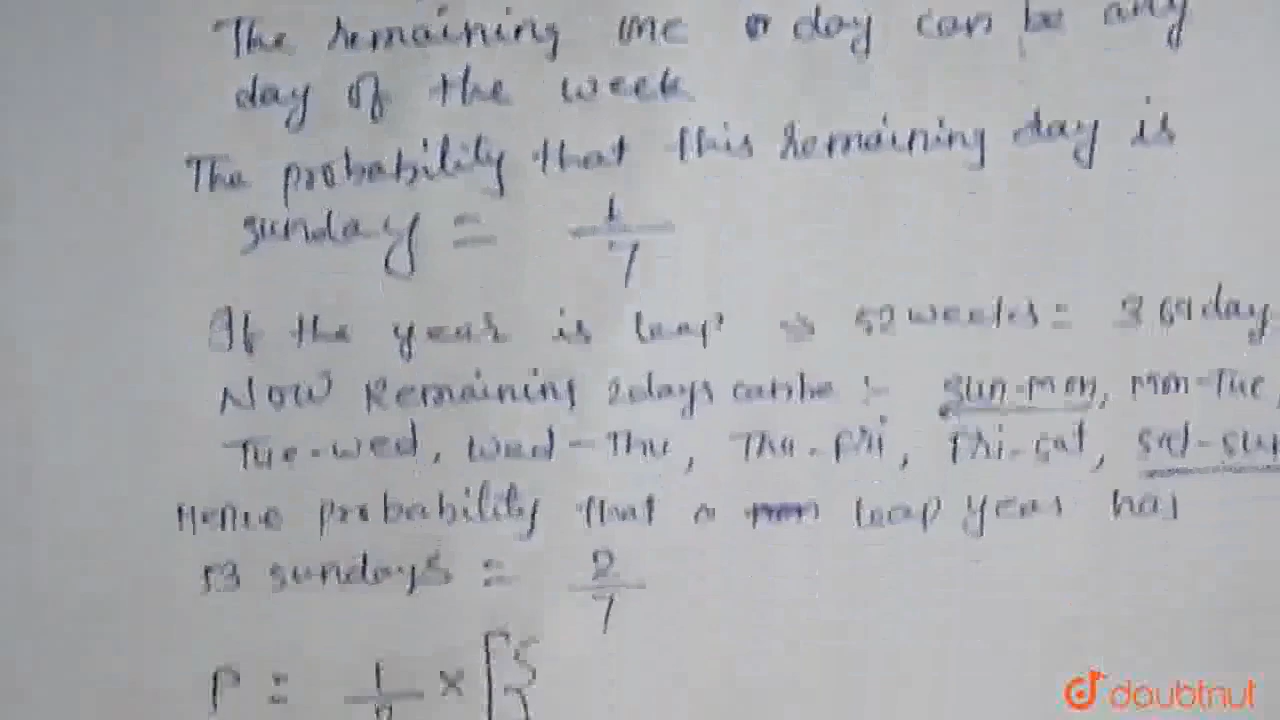 The remaining one day can be any
day of the week
The probability that this remaining day is
sunday = 1/7
If the year is leap ⇒ 52 weeks = 364 day
Now Remaining 2 days can be :- Sun-Mon, Mon-Tue,
Tue-Wed, Wed-Thu, Thu-Fri, Fri-Sat, Sat-Sun
Hence probability that a leap year has
53 sundays = 2/7
P = 1/ × [5
doubtnut